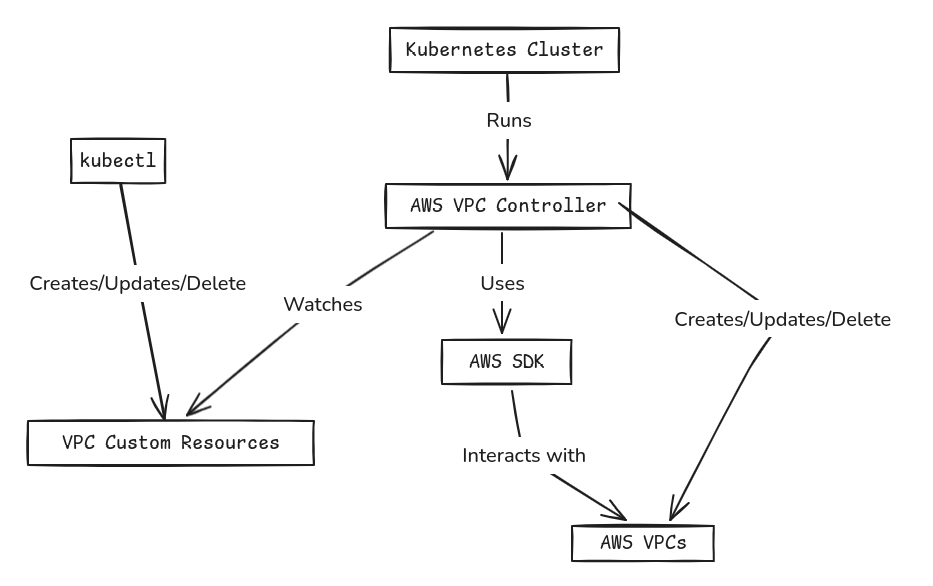 Kubernetes Cluster
Runs
kubectl
AWS VPC Controller
Creates/Updates/Delete
Uses
Watches
Creates/Updates/Delete
AWS SDK
VPC Custom Resources
Interacts with
AWS VPCs